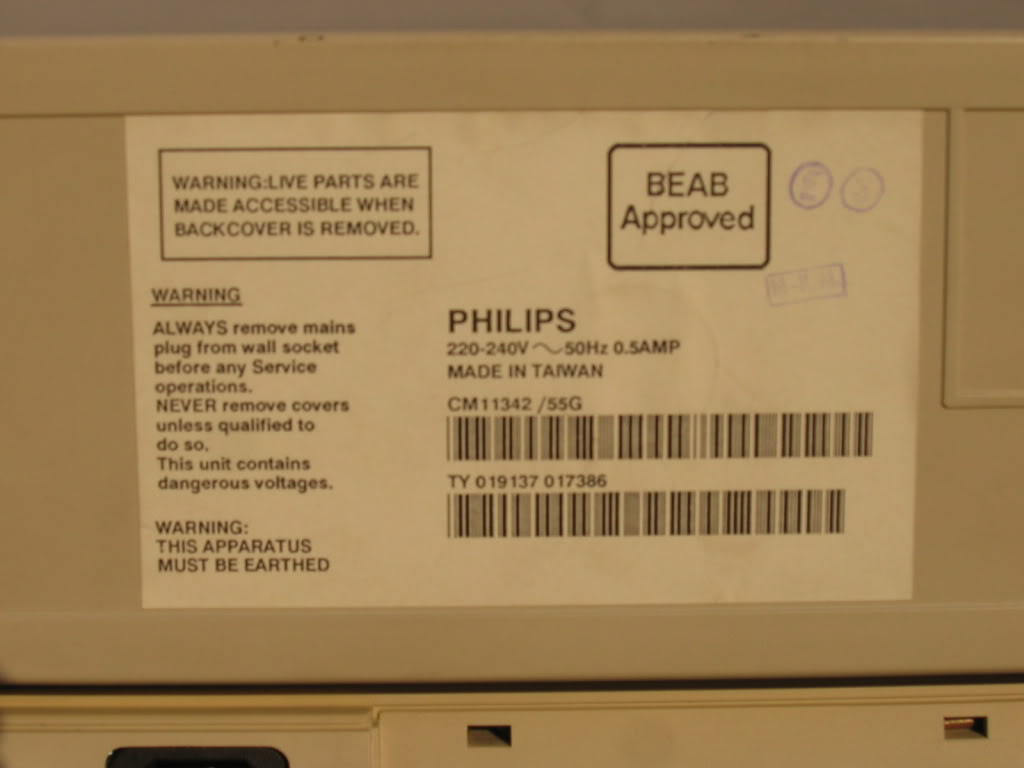 WARNING:LIVE PARTS ARE
MADE ACCESSIBLE WHEN
BACKCOVER IS REMOVED.
BEAB
Approved
WARNING
ALWAYS remove mains
plug from wall socket
before any Service
operations.
NEVER remove covers
unless qualified to
do so.
This unit contains
dangerous voltages.
WARNING:
THIS APPARATUS
MUST BE EARTHED
PHILIPS
220-240V ～ 50Hz 0.5AMP
MADE IN TAIWAN
CM11342 /55G
TY 019137 017386